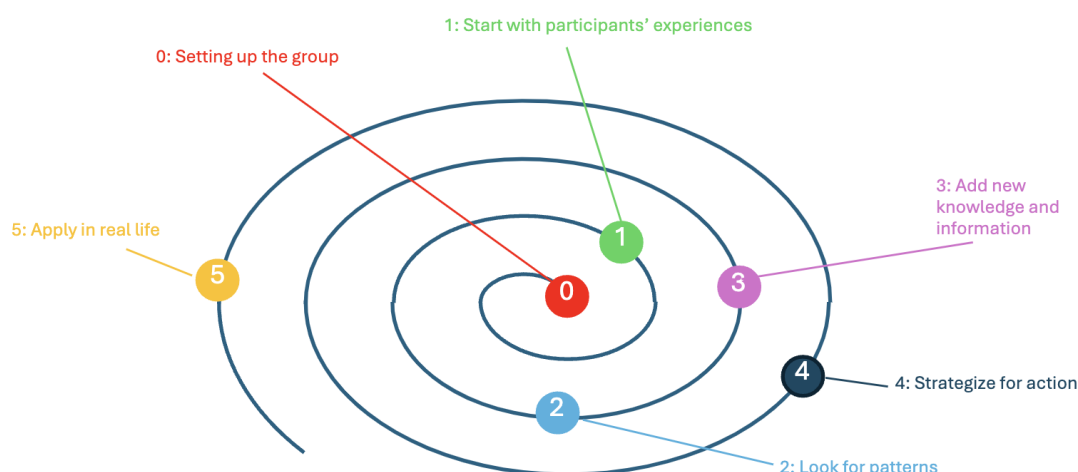 1: Start with participants’ experiences
0: Setting up the group
3: Add new
knowledge and
information
5: Apply in real life
1
3
5
0
4
4: Strategize for action
2
2: Look for patterns